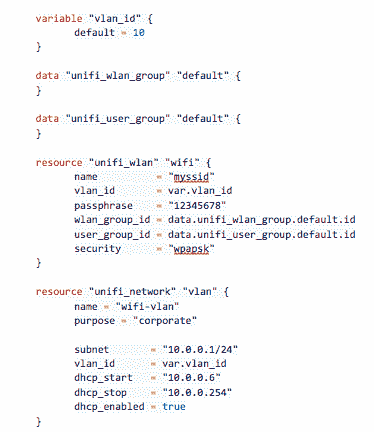 variable "vlan_id" {
default = 10
}
data "unifi_wlan_group" "default" {
}
data "unifi_user_group" "default" {
}
resource "unifi_wlan" "wifi" {
name = "myssid"
vlan_id = var.vlan_id
passphrase = "12345678"
wlan_group_id = data.unifi_wlan_group.default.id
user_group_id = data.unifi_user_group.default.id
security = "wpapsk"
}
resource "unifi_network" "vlan" {
name = "wifi-vlan"
purpose = "corporate"
subnet = "10.0.0.1/24"
vlan_id = var.vlan_id
dhcp_start = "10.0.0.6"
dhcp_stop = "10.0.0.254"
dhcp_enabled = true
}